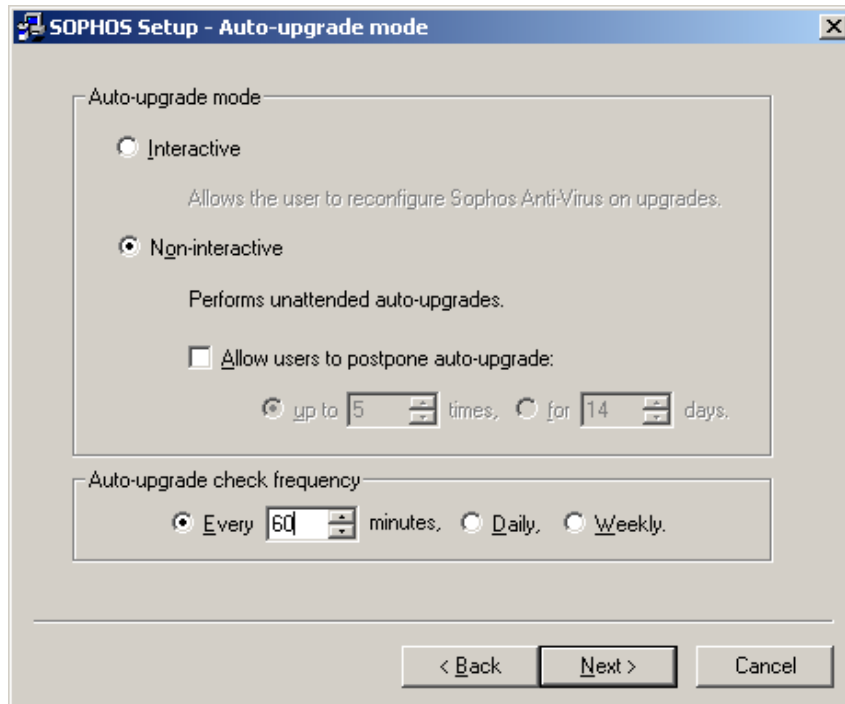 SOPHOS Setup - Auto-upgrade mode
Auto-upgrade mode
Interactive
Allows the user to reconfigure Sophos Anti-Virus on upgrades.
Non-interactive
Performs unattended auto-upgrades.
Allow users to postpone auto-upgrade:
up to 5 times, for 14 days.
Auto-upgrade check frequency
Every 60 minutes, Daily, Weekly.
< Back Next > Cancel